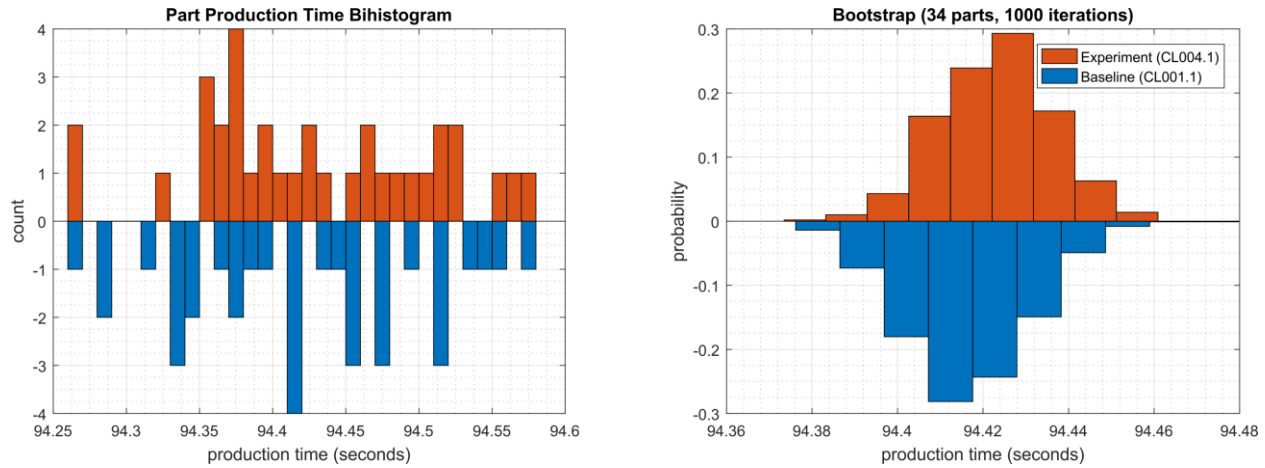 Part Production Time Bihistogram
4
3
2
1
0
-1
-2
-3
-4
count
94.25 94.3 94.35 94.4 94.45 94.5 94.55 94.6
production time (seconds)
Bootstrap (34 parts, 1000 iterations)
Experiment (CL004.1)
Baseline (CL001.1)
0.3
0.2
0.1
0
-0.1
-0.2
-0.3
probability
94.36 94.38 94.4 94.42 94.44 94.46 94.48
production time (seconds)